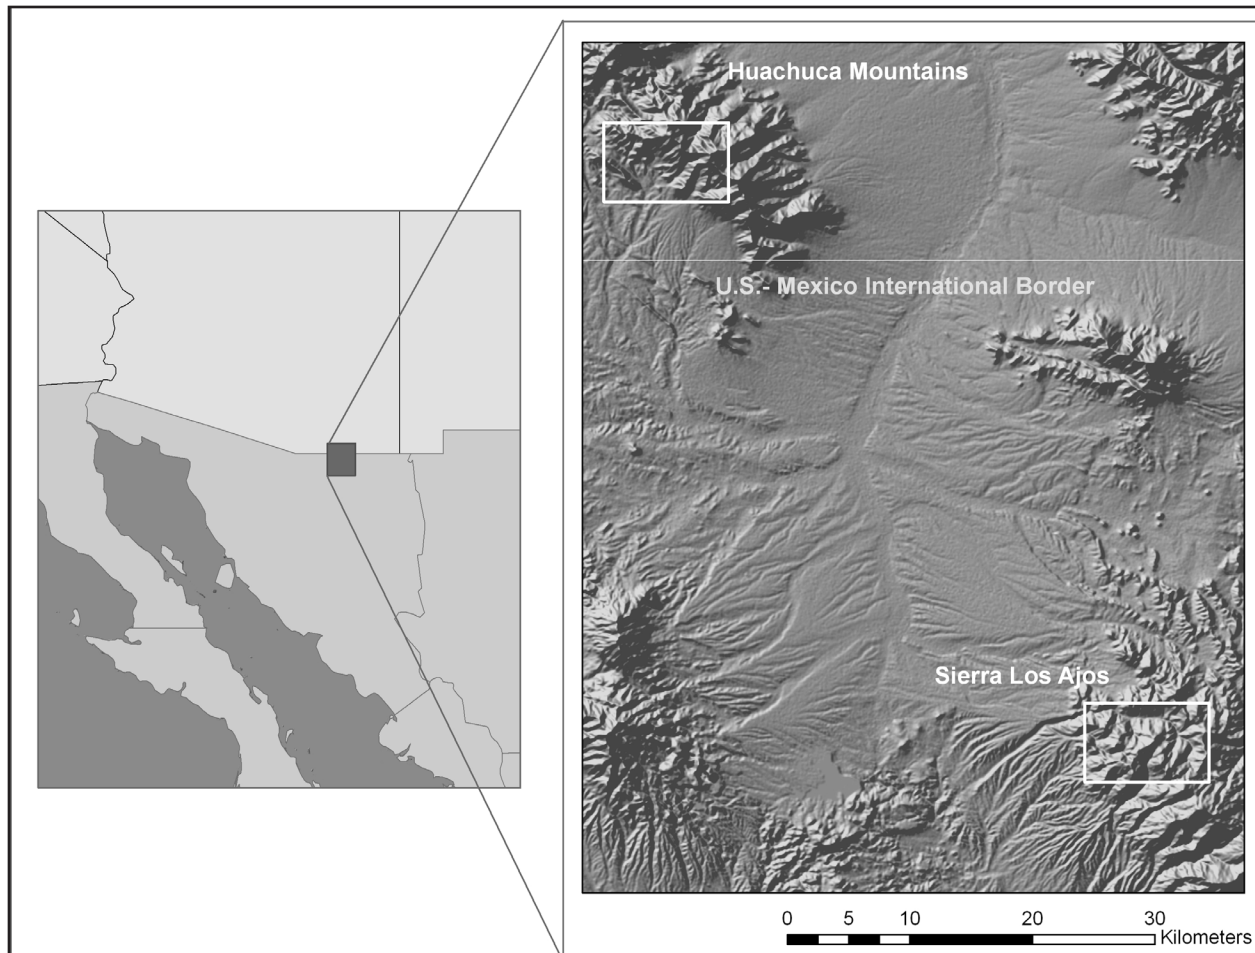 Huachuca Mountains
U.S.- Mexico International Border
Sierra Los Ajos
0 5 10 20 30
Kilometers